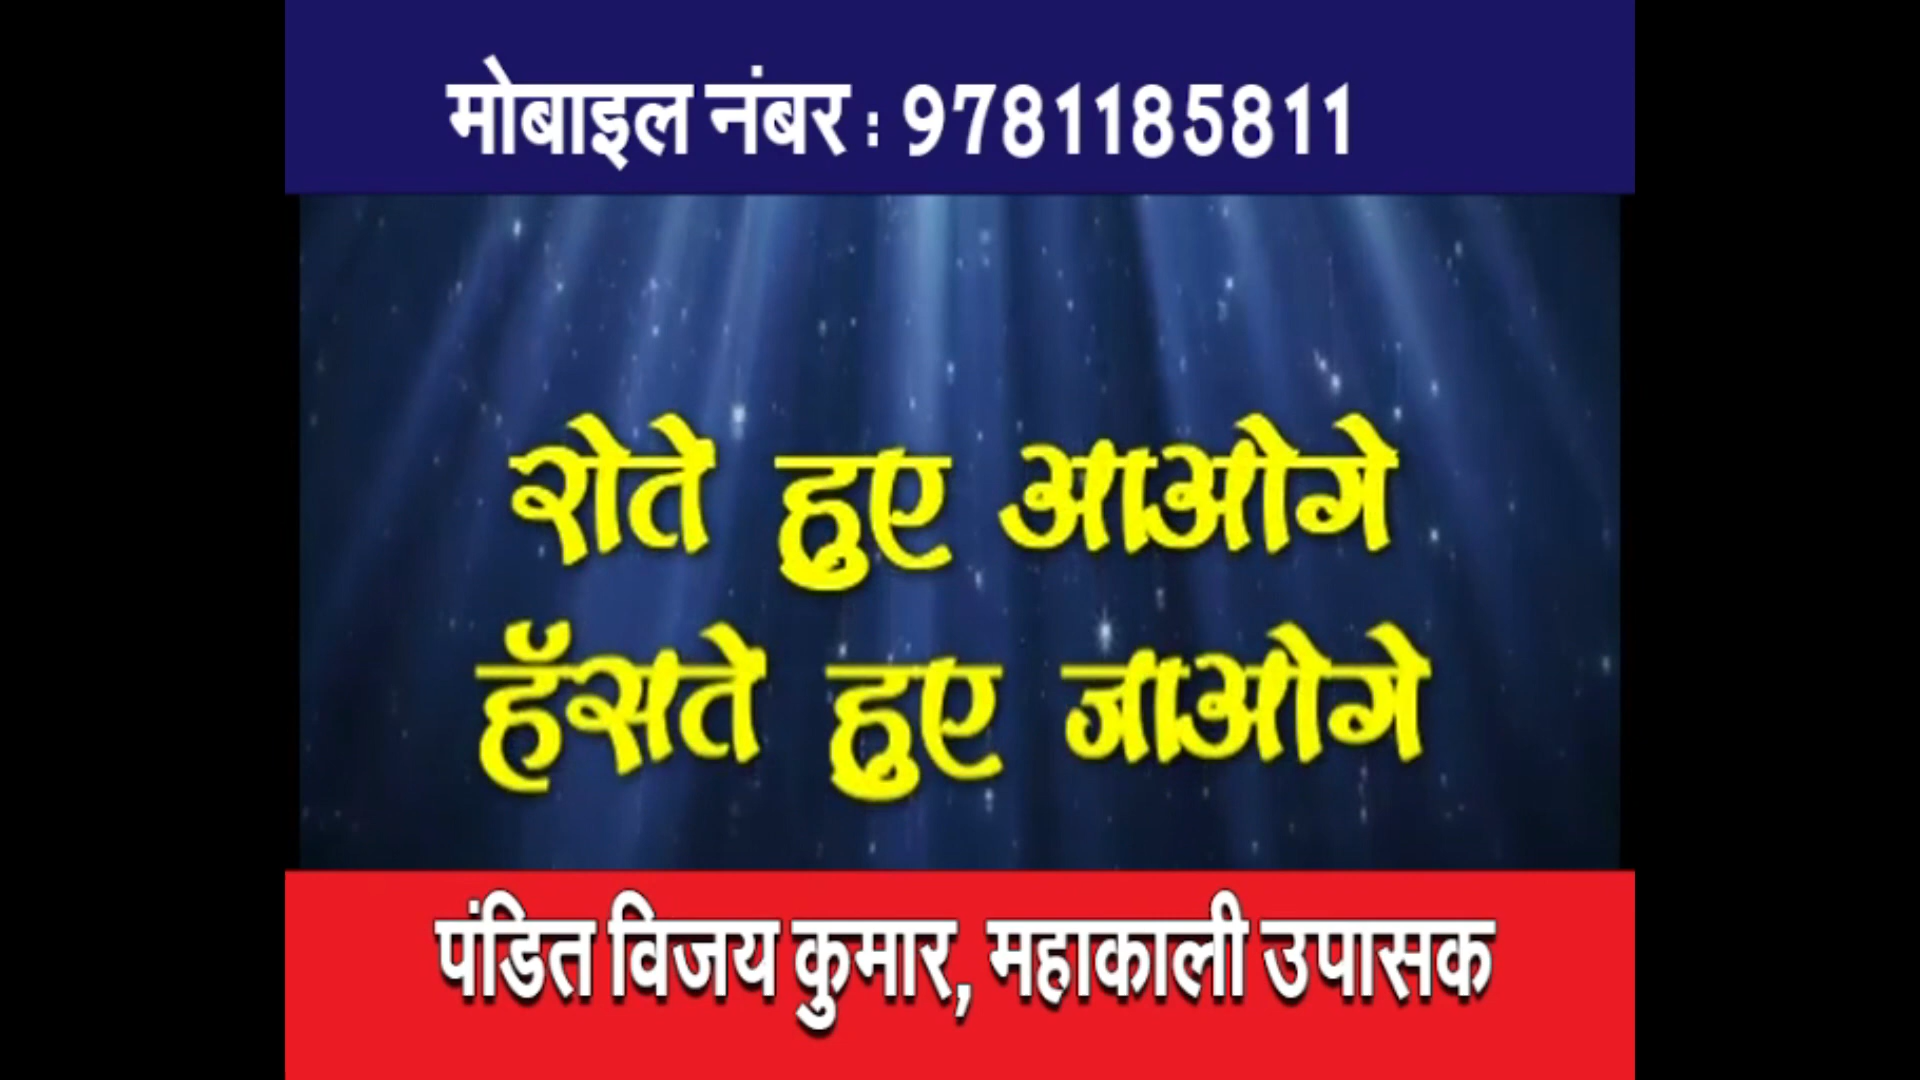 मोबाइल नंबर : 9781185811
रोते हुए आओगे
हँसते हुए जाओगे
पंडित विजय कुमार, महाकाली उपासक